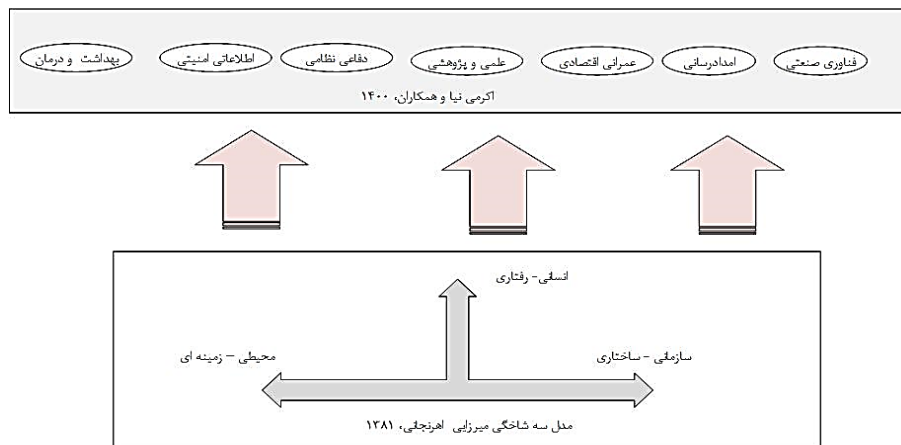 فناوری صنعتی
امدادرسانی
عمرانی اقتصادی
علمی و پژوهشی
دفاعی نظامی
اطلاعاتی امنیتی
بهداشت و درمان
اکرمی نیا و همکاران، ۱۴۰۰
انسانی- رفتاری
سازمانی - ساختاری
محیطی – زمینه ای
مدل سه شاخگی میرزایی اهرنجانی، ۱۳۸۱